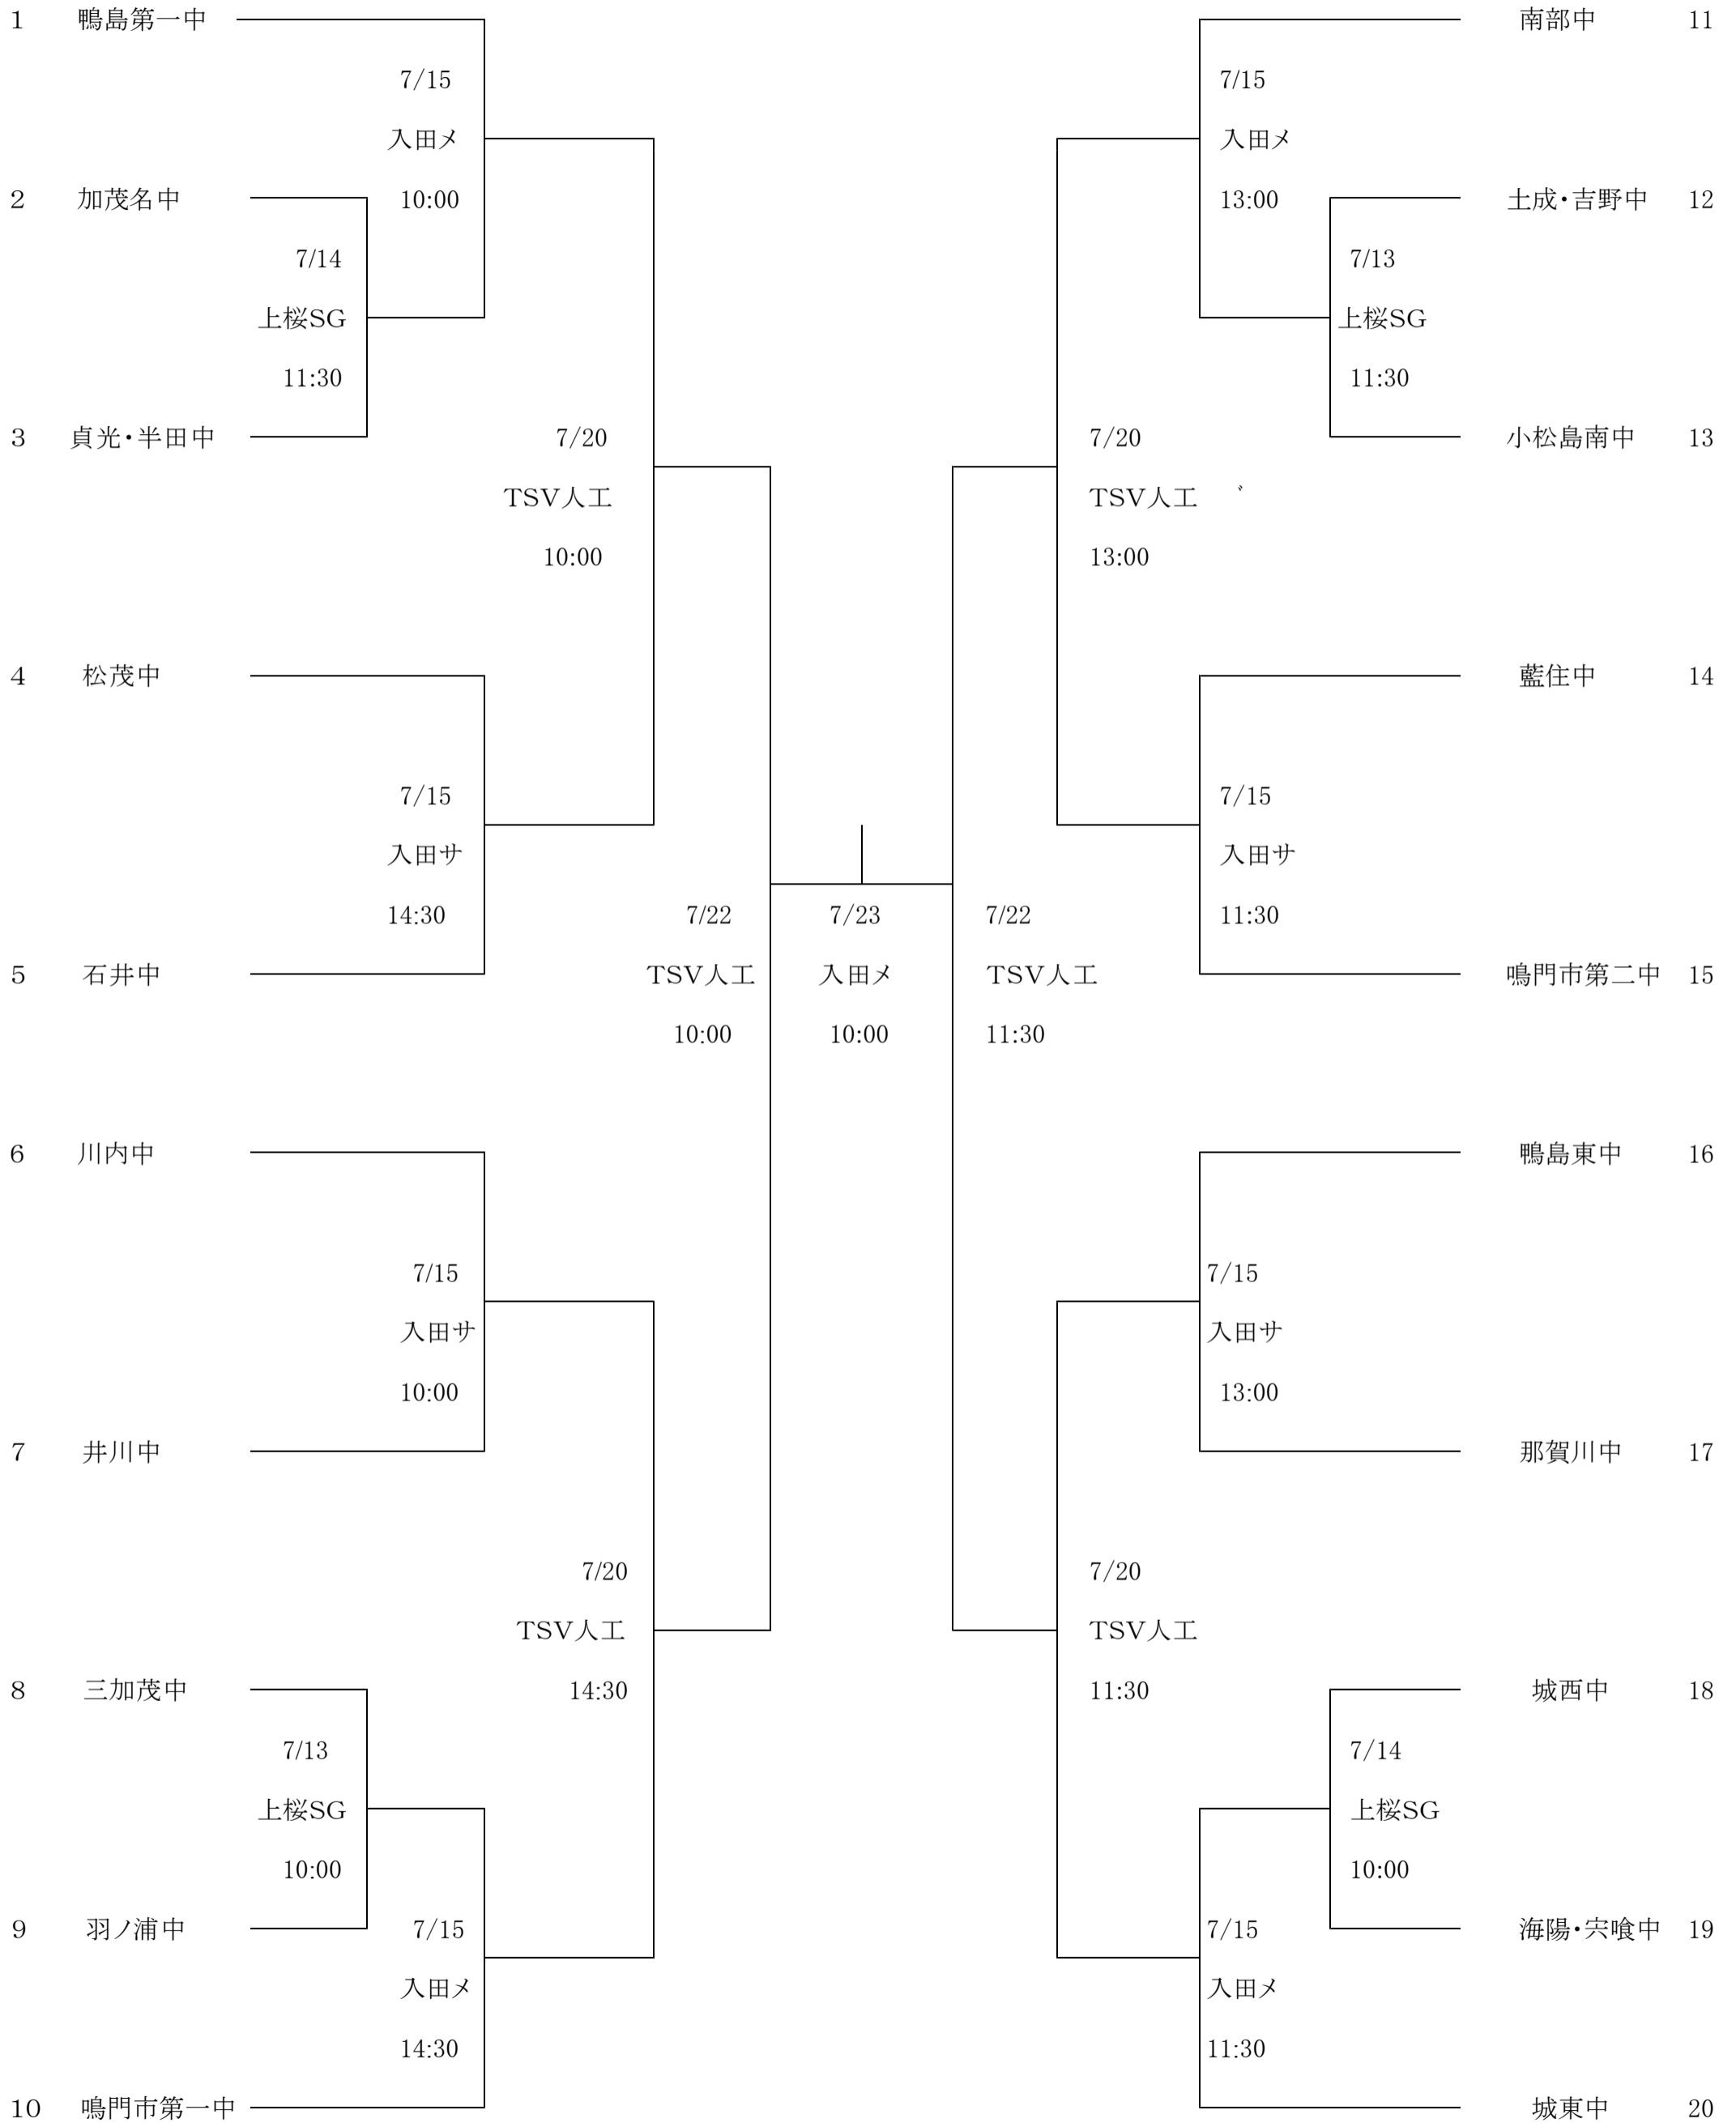 1 鴨島第一中 南部中 11
7/15 7/15
入田メ 入田メ
2 加茂名中 10:00 13:00 土成・吉野中 12
7/14 7/13
上桜SG 上桜SG
11:30 11:30
3 貞光・半田中 7/20 7/20 小松島南中 13
TSV人工 TSV人工 ゛
10:00 13:00
4 松茂中 藍住中 14
7/15 7/15
入田サ 入田サ
14:30 7/22 7/23 7/22 11:30
5 石井中 TSV人工 入田メ TSV人工 鳴門市第二中 15
10:00 10:00 11:30
6 川内中 鴨島東中 16
7/15 7/15
入田サ 入田サ
10:00 13:00
7 井川中 那賀川中 17
7/20 7/20
TSV人工 TSV人工
8 三加茂中 14:30 11:30 城西中 18
7/13 7/14
上桜SG 上桜SG
10:00 10:00
9 羽ノ浦中 7/15 7/15 海陽・宍喰中 19
入田メ 入田メ
14:30 11:30
10 鳴門市第一中 城東中 20